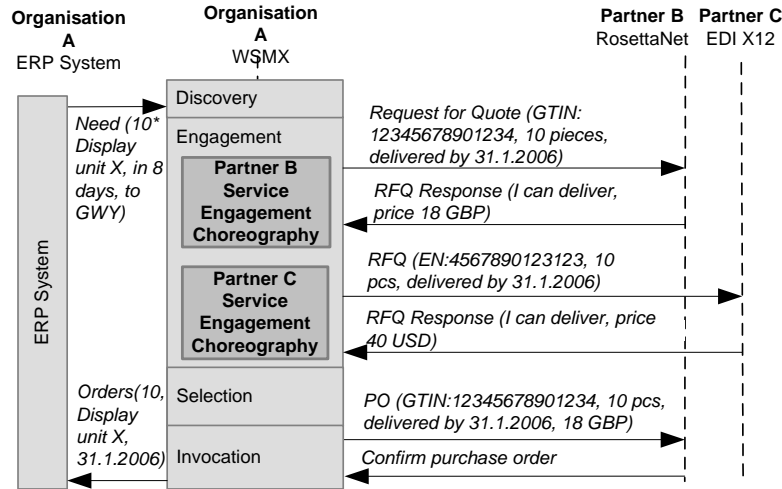 Organisation
A
ERP System
Organisation
A
WSMX
Partner B
RosettaNet
Partner C
EDI X12
ERP System
Need (10*
Display
unit X, in 8
days, to
GWY)
Orders(10,
Display
unit X,
31.1.2006)
Discovery
Engagement
Partner B
Service
Engagement
Choreography
Partner C
Service
Engagement
Choreography
Selection
Invocation
Request for Quote (GTIN:
12345678901234, 10 pieces,
delivered by 31.1.2006)
RFQ Response (I can deliver,
price 18 GBP)
RFQ (EN:4567890123123, 10
pcs, delivered by 31.1.2006)
RFQ Response (I can deliver, price
40 USD)
PO (GTIN:12345678901234, 10 pcs,
delivered by 31.1.2006, 18 GBP)
Confirm purchase order